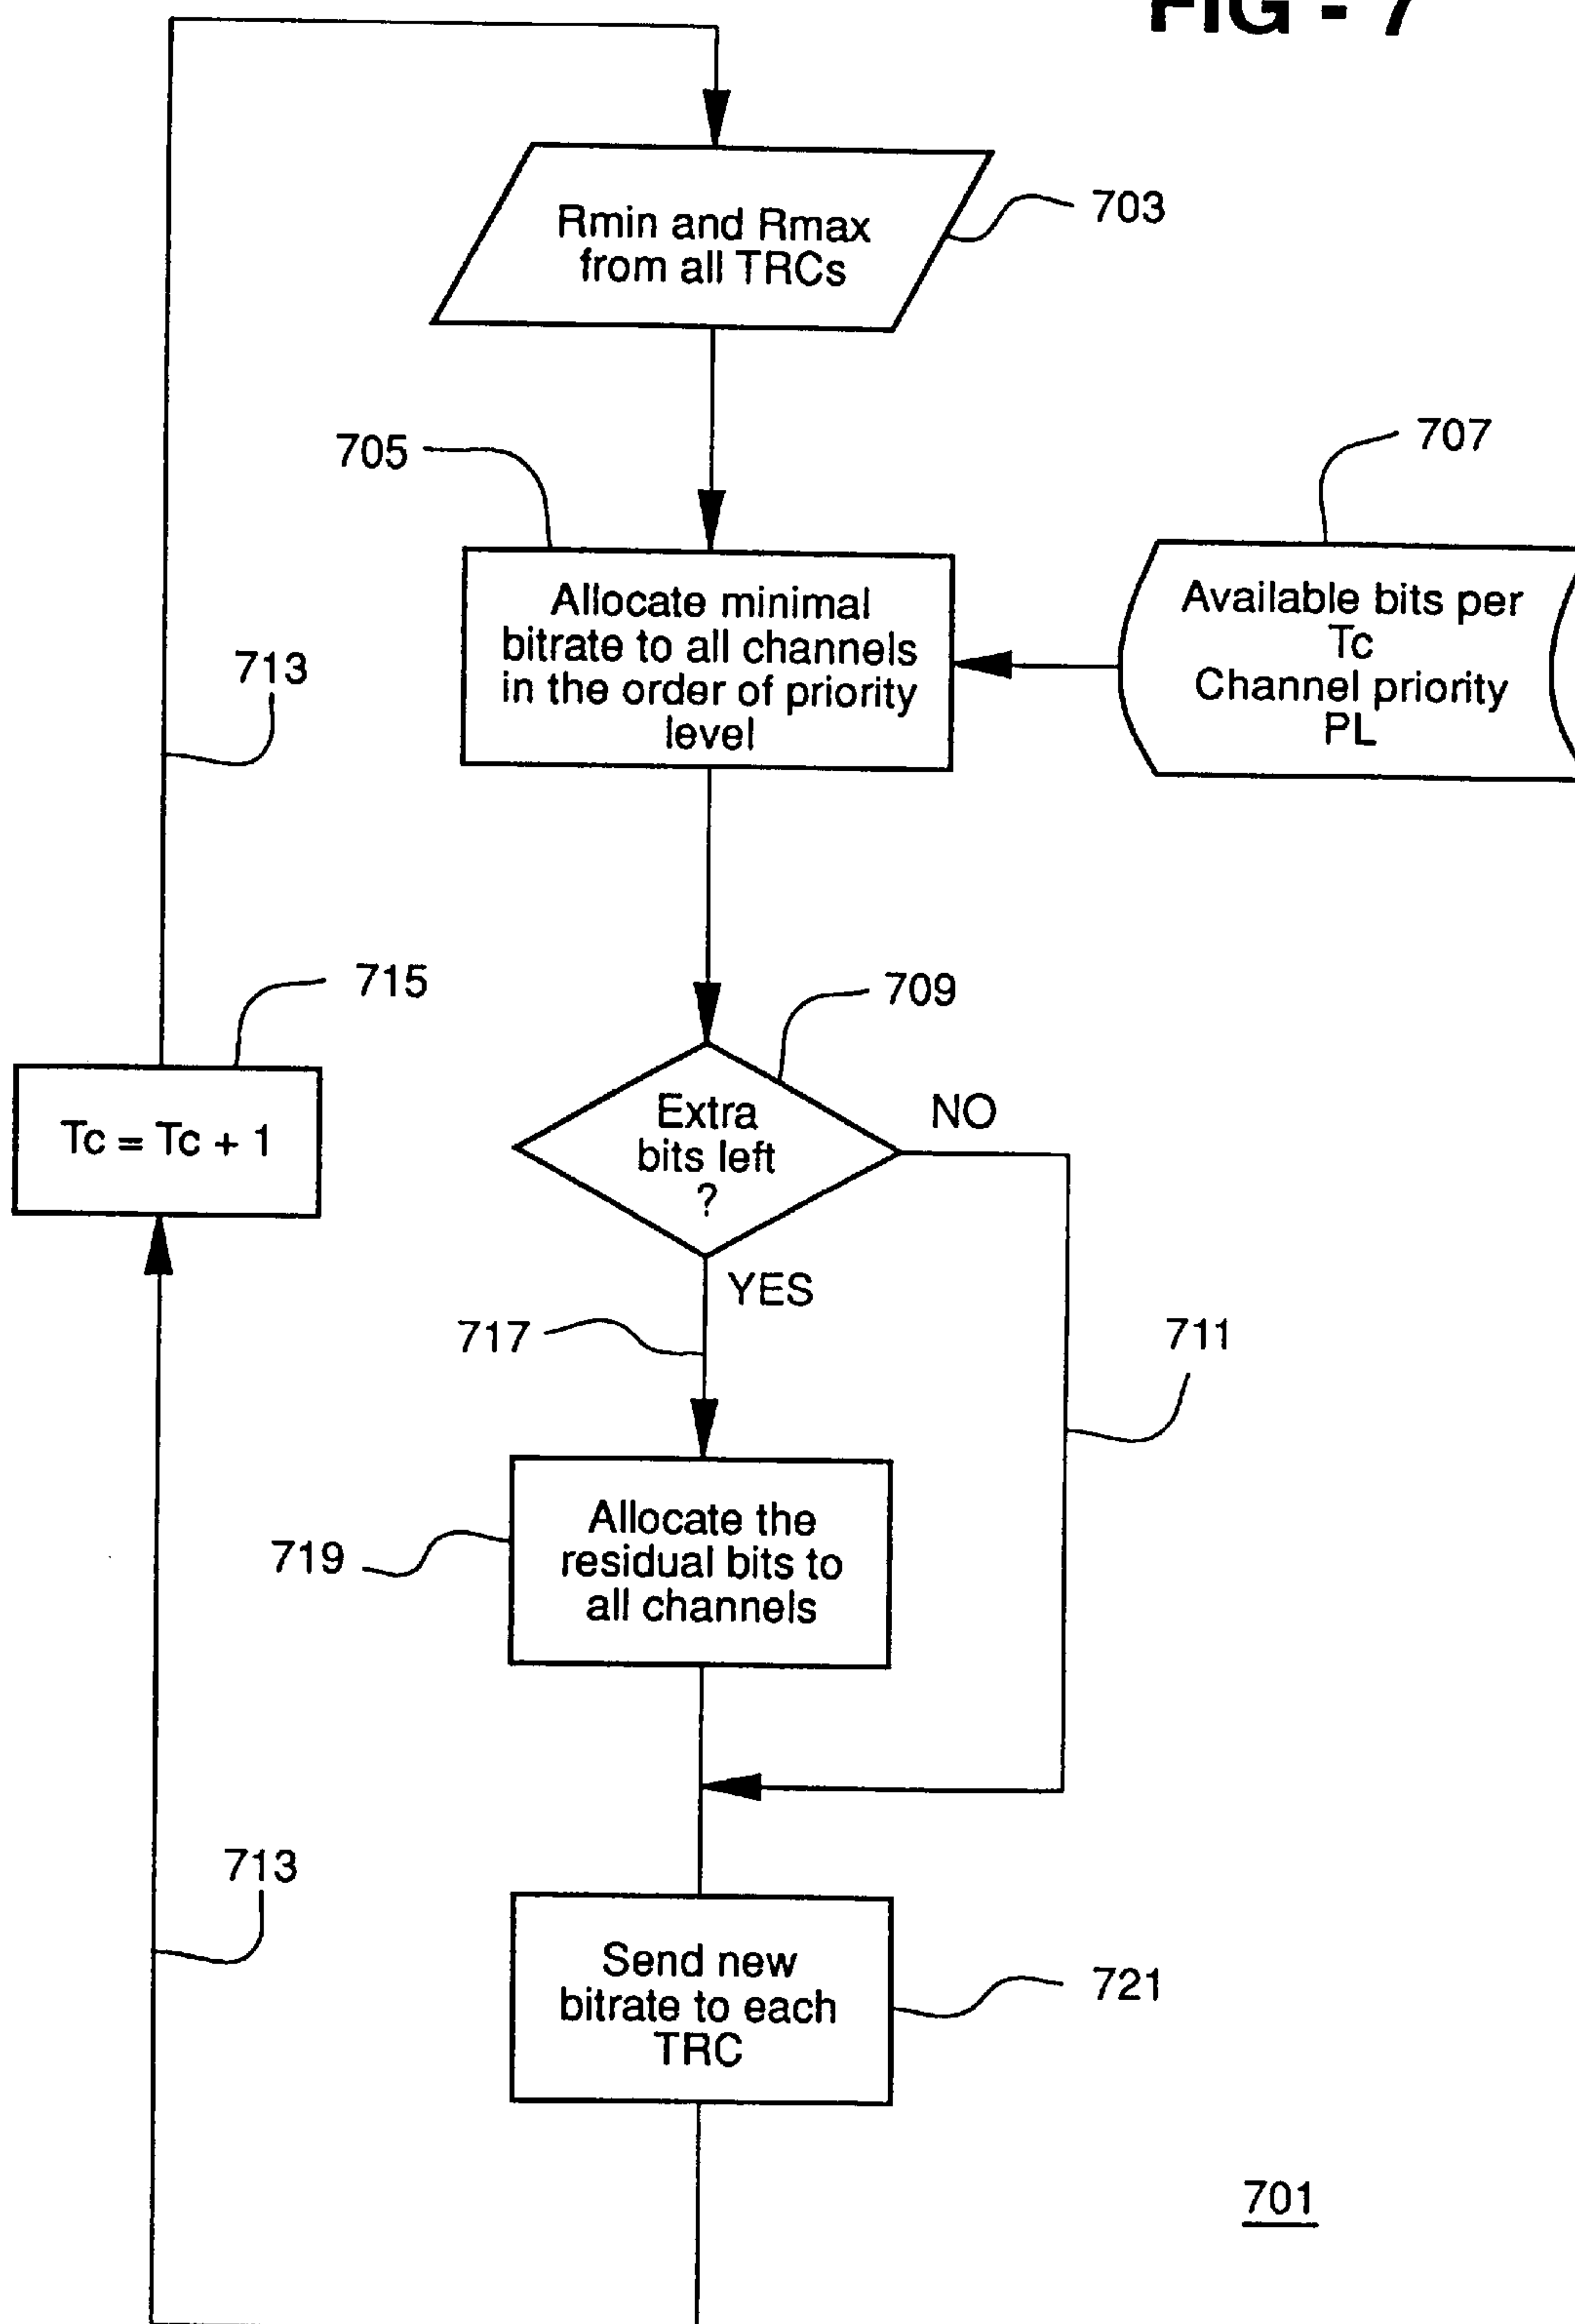 FIG - 7
Rmin and Rmax
from all TRCs
703
705
707
Allocate minimal
bitrate to all channels
in the order of priority
level
Available bits per
Tc
Channel priority
PL
713
715
709
Tc = Tc + 1
Extra
bits left
?
NO
YES
717
711
719
Allocate the
residual bits to
all channels
713
Send new
bitrate to each
TRC
721
701